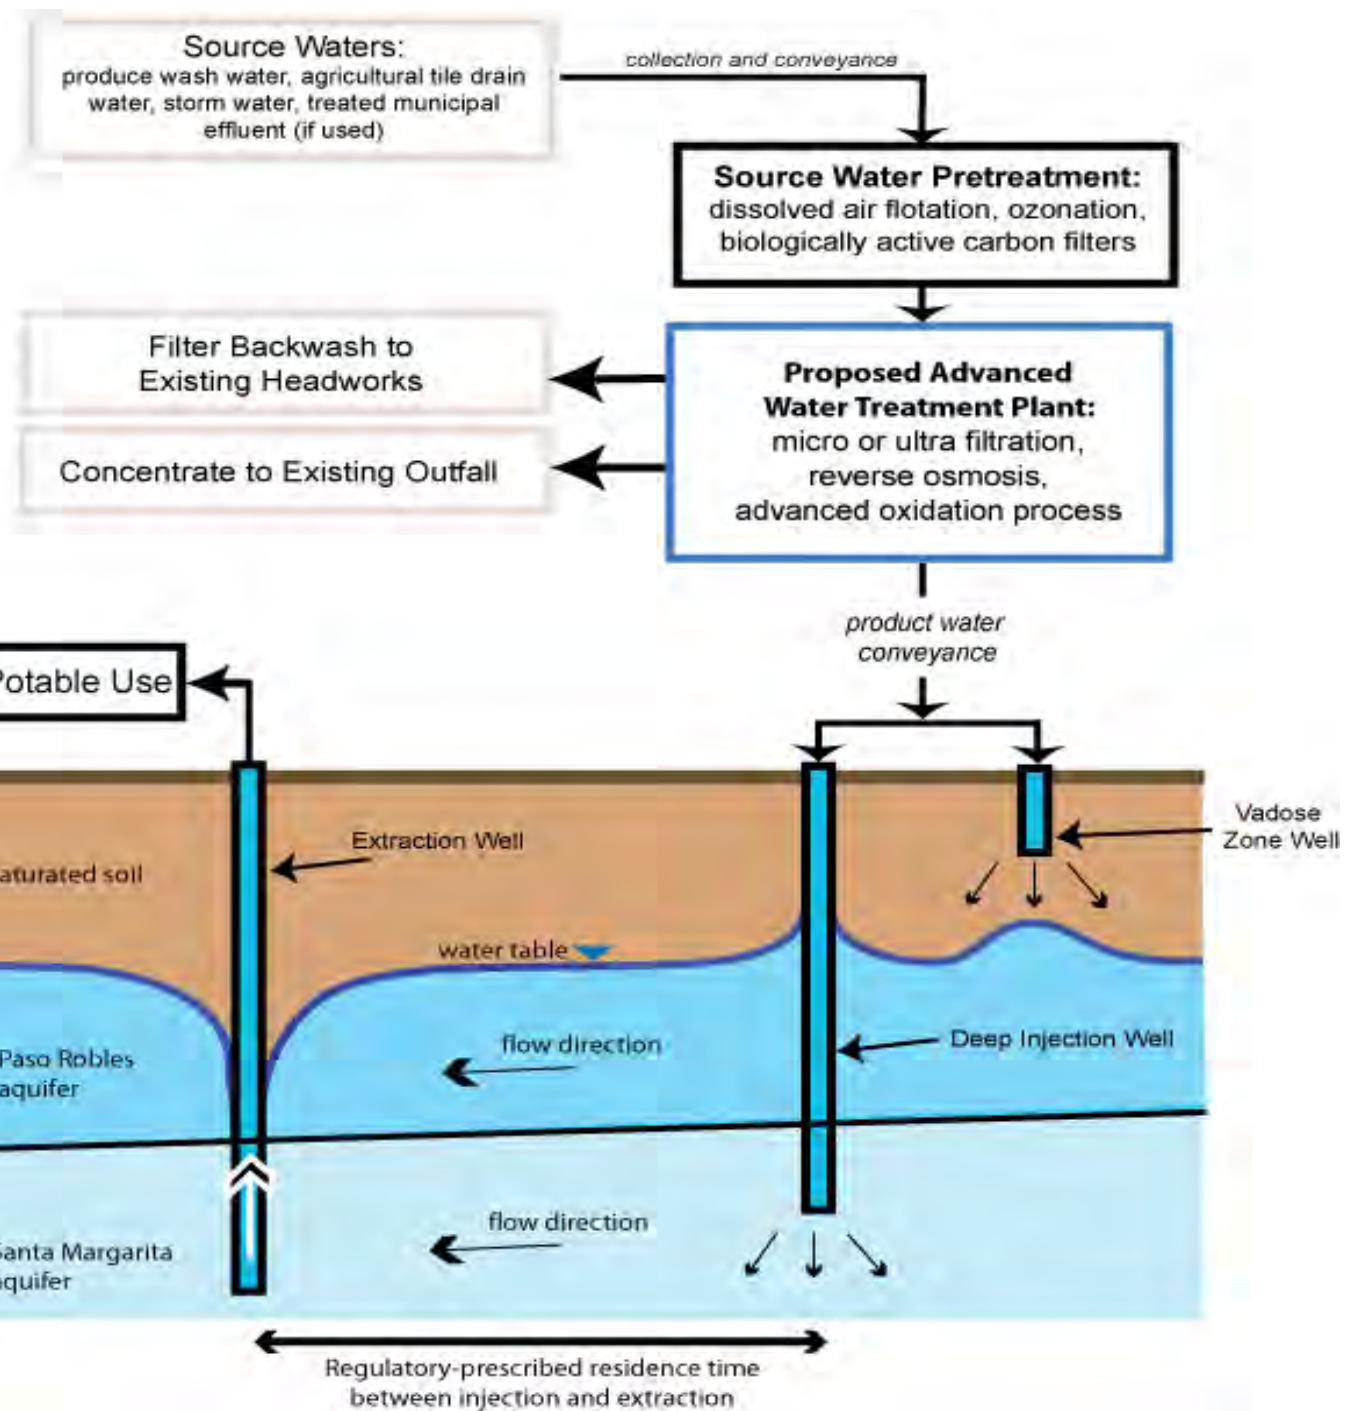 Source Waters:
produce wash water, agricultural tile drain
water, storm water, treated municipal
effluent (if used)
collection and conveyance
Source Water Pretreatment:
dissolved air flotation, ozonation,
biologically active carbon filters
Filter Backwash to
Existing Headworks
Concentrate to Existing Outfall
Proposed Advanced
Water Treatment Plant:
micro or ultra filtration,
reverse osmosis,
advanced oxidation process
product water
conveyance
Potable Use
Vadose
Zone Well
Extraction Well
aturated soil
water table
flow direction
Deep Injection Well
Paso Robles
aquifer
flow direction
Santa Margarita
aquifer
Regulatory-prescribed residence time
between injection and extraction